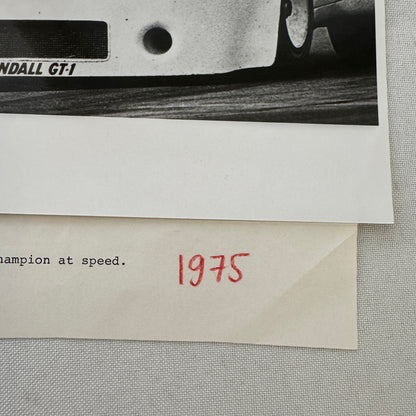 NDALL GT-1
hampion at speed.
1975